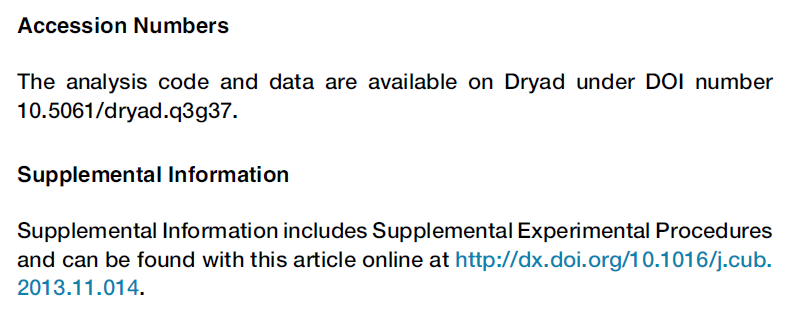 Accession Numbers
The analysis code and data are available on Dryad under DOI number
10.5061/dryad.q3g37.
Supplemental Information
Supplemental Information includes Supplemental Experimental Procedures
and can be found with this article online at http://dx.doi.org/10.1016/j.cub.
2013.11.014.